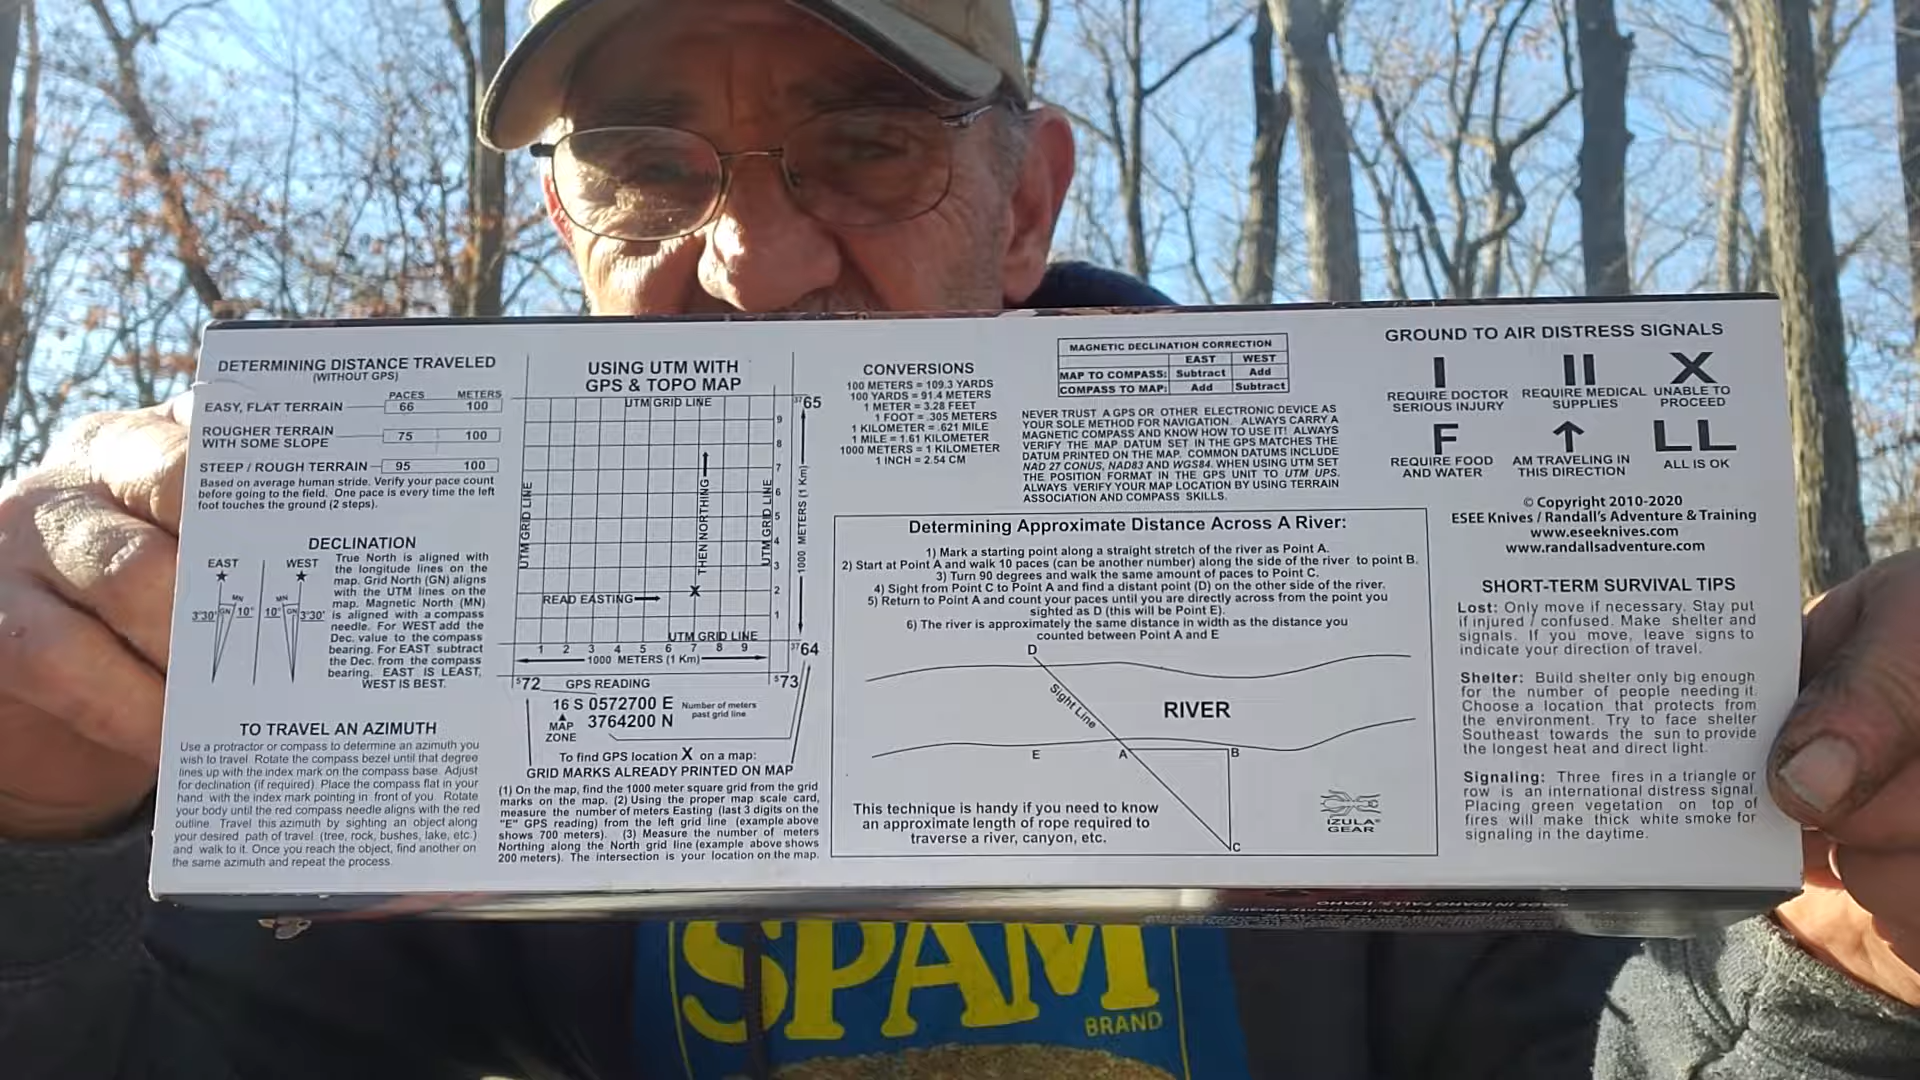 DETERMINING DISTANCE TRAVELED
(WITHOUT GPS)
PACES METERS
EASY, FLAT TERRAIN 66 100
ROUGHER TERRAIN
WITH SOME SLOPE 75 100
STEEP / ROUGH TERRAIN 95 100
Based on average human stride. Verify your pace count
before going to the field. One pace is every time the left
foot touches the ground (2 steps).
DECLINATION
EAST WEST
MN MN
3°30' GN 10° 10° GN 3°30'
True North is aligned with
the longitude lines on the
map. Grid North (GN) aligns
with the UTM lines on the
map. Magnetic North (MN)
is aligned with a compass
needle. For WEST add the
Dec. value to the compass
bearing. For EAST subtract
the Dec. from the compass
bearing. EAST IS LEAST,
WEST IS BEST.
TO TRAVEL AN AZIMUTH
Use a protractor or compass to determine an azimuth you
wish to travel. Rotate the compass bezel until that degree
lines up with the index mark on the compass base. Adjust
for declination (if required). Place the compass flat in your
hand with the index mark pointing in front of you. Rotate
your body until the red compass needle aligns with the red
outline. Travel this azimuth by sighting an object along
your desired path of travel (tree, rock, bushes, lake, etc.)
and walk to it. Once you reach the object, find another on
the same azimuth and repeat the process.
USING UTM WITH
GPS & TOPO MAP
UTM GRID LINE
3765
9
8
7
6
5
4
3
2
1
UTM GRID LINE
THEN NORTHING
UTM GRID LINE
1000 METERS (1 Km)
X
READ EASTING
UTM GRID LINE
1 2 3 4 5 6 7 8 9
3764
1000 METERS (1 Km)
572 GPS READING 573
16 S 0572700 E
3764200 N
Number of meters
past grid line
MAP
ZONE
To find GPS location X on a map:
GRID MARKS ALREADY PRINTED ON MAP
(1) On the map, find the 1000 meter square grid from the grid
marks on the map. (2) Using the proper map scale card,
measure the number of meters Easting (last 3 digits on the
"E" GPS reading) from the left grid line (example above
shows 700 meters). (3) Measure the number of meters
Northing along the North grid line (example above shows
200 meters). The intersection is your location on the map.
CONVERSIONS
100 METERS = 109.3 YARDS
100 YARDS = 91.4 METERS
1 METER = 3.28 FEET
1 FOOT = .305 METERS
1 KILOMETER = .621 MILE
1 MILE = 1.61 KILOMETER
1000 METERS = 1 KILOMETER
1 INCH = 2.54 CM
MAGNETIC DECLINATION CORRECTION
EAST WEST
MAP TO COMPASS: Subtract Add
COMPASS TO MAP: Add Subtract
NEVER TRUST A GPS OR OTHER ELECTRONIC DEVICE AS
YOUR SOLE METHOD FOR NAVIGATION. ALWAYS CARRY A
MAGNETIC COMPASS AND KNOW HOW TO USE IT! ALWAYS
VERIFY THE MAP DATUM SET IN THE GPS MATCHES THE
DATUM PRINTED ON THE MAP. COMMON DATUMS INCLUDE
NAD 27 CONUS, NAD83 AND WGS84. WHEN USING UTM SET
THE POSITION FORMAT IN THE GPS UNIT TO UTM UPS.
ALWAYS VERIFY YOUR MAP LOCATION BY USING TERRAIN
ASSOCIATION AND COMPASS SKILLS.
Determining Approximate Distance Across A River:
1) Mark a starting point along a straight stretch of the river as Point A.
2) Start at Point A and walk 10 paces (can be another number) along the side of the river to point B.
3) Turn 90 degrees and walk the same amount of paces to Point C.
4) Sight from Point C to Point A and find a distant point (D) on the other side of the river.
5) Return to Point A and count your paces until you are directly across from the point you
sighted as D (this will be Point E).
6) The river is approximately the same distance in width as the distance you
counted between Point A and E
D
Sight Line
RIVER
E A B
C
This technique is handy if you need to know
an approximate length of rope required to
traverse a river, canyon, etc.
IZULA®
GEAR
GROUND TO AIR DISTRESS SIGNALS
I II X
REQUIRE DOCTOR
SERIOUS INJURY
REQUIRE MEDICAL
SUPPLIES
UNABLE TO
PROCEED
F LL
REQUIRE FOOD
AND WATER
AM TRAVELING IN
THIS DIRECTION
ALL IS OK
© Copyright 2010-2020
ESEE Knives / Randall's Adventure & Training
www.eseeknives.com
www.randallsadventure.com
SHORT-TERM SURVIVAL TIPS
Lost: Only move if necessary. Stay put
if injured / confused. Make shelter and
signals. If you move, leave signs to
indicate your direction of travel.
Shelter: Build shelter only big enough
for the number of people needing it.
Choose a location that protects from
the environment. Try to face shelter
Southeast towards the sun to provide
the longest heat and direct light.
Signaling: Three fires in a triangle or
row is an international distress signal.
Placing green vegetation on top of
fires will make thick white smoke for
signaling in the daytime.
MADE IN IDAHO FALLS, IDAHO
SPAM
BRAND